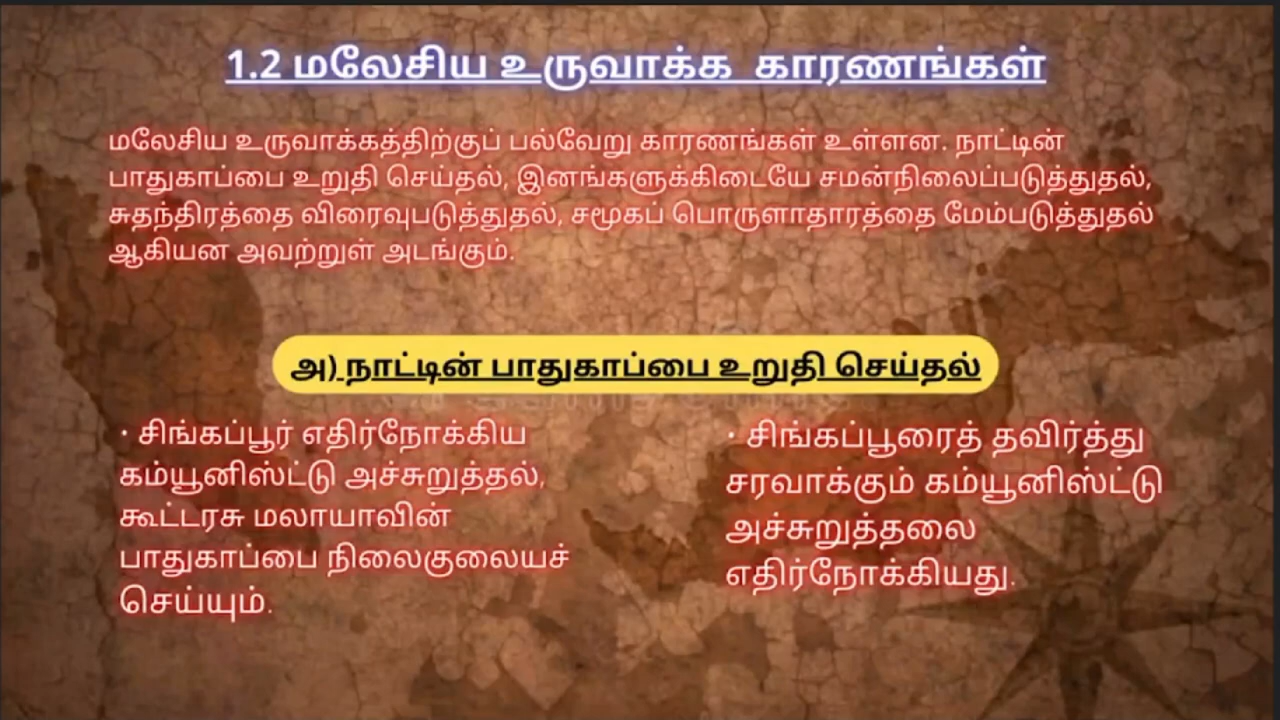 1.2 மலேசிய உருவாக்க காரணங்கள்
மலேசிய உருவாக்கத்திற்குப் பல்வேறு காரணங்கள் உள்ளன. நாட்டின்
பாதுகாப்பை உறுதி செய்தல், இனங்களுக்கிடையே சமன்நிலைப்படுத்துதல்,
சுதந்திரத்தை விரைவுபடுத்துதல், சமூகப் பொருளாதாரத்தை மேம்படுத்துதல்
ஆகியன அவற்றுள் அடங்கும்.
அ) நாட்டின் பாதுகாப்பை உறுதி செய்தல்
· சிங்கப்பூர் எதிர்நோக்கிய
கம்யூனிஸ்ட்டு அச்சுறுத்தல்,
கூட்டரசு மலாயாவின்
பாதுகாப்பை நிலைகுலையச்
செய்யும்.
· சிங்கப்பூரைத் தவிர்த்து
சரவாக்கும் கம்யூனிஸ்ட்டு
அச்சுறுத்தலை
எதிர்நோக்கியது.